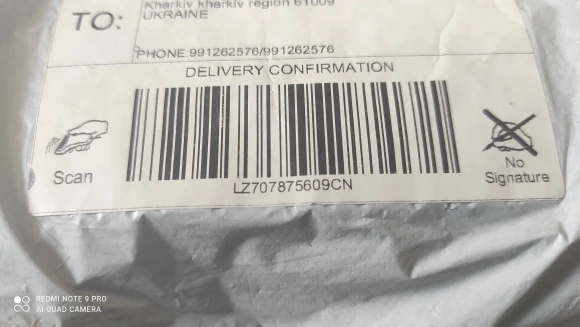 Kharkiv kharkiv region 61009
UKRAINE
TO:
PHONE:991262576/991262576
DELIVERY CONFIRMATION
Scan
LZ707875609CN
No
Signature
REDMI NOTE 9 PRO
AI QUAD CAMERA